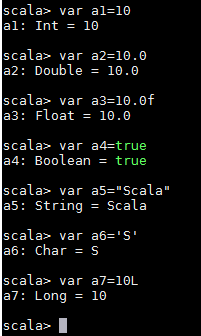 scala> var a1=10
a1: Int = 10
scala> var a2=10.0
a2: Double = 10.0
scala> var a3=10.0f
a3: Float = 10.0
scala> var a4=true
a4: Boolean = true
scala> var a5="Scala"
a5: String = Scala
scala> var a6='S'
a6: Char = S
scala> var a7=10L
a7: Long = 10
scala>